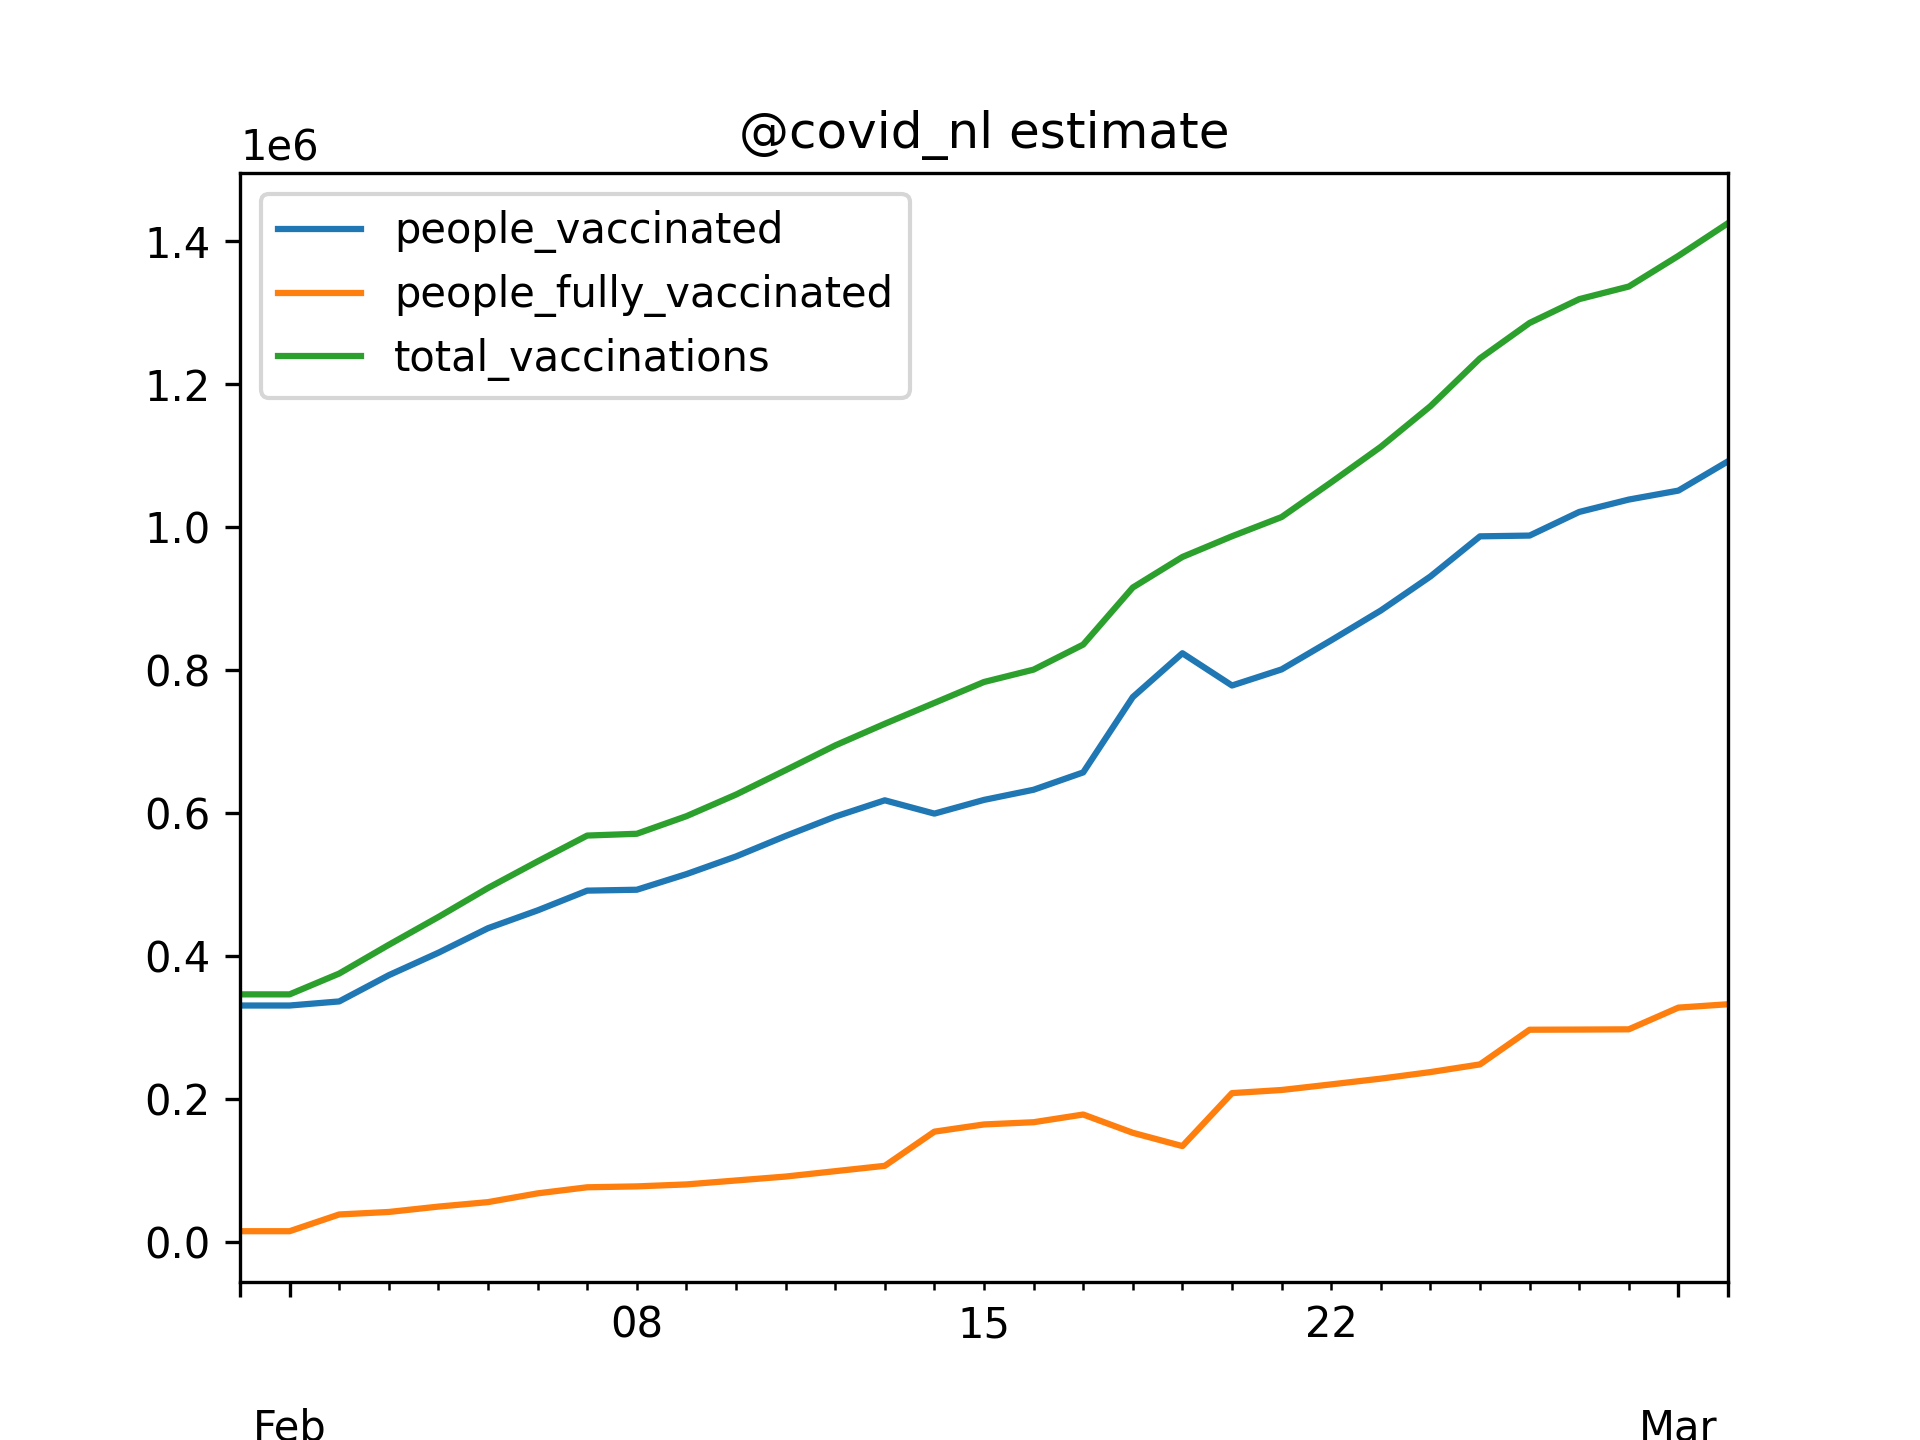 @covid_nl estimate
1e6
people_vaccinated
people_fully_vaccinated
total_vaccinations
1.4
1.2
1.0
0.8
0.6
0.4
0.2
0.0
08 15 22
Feb Mar